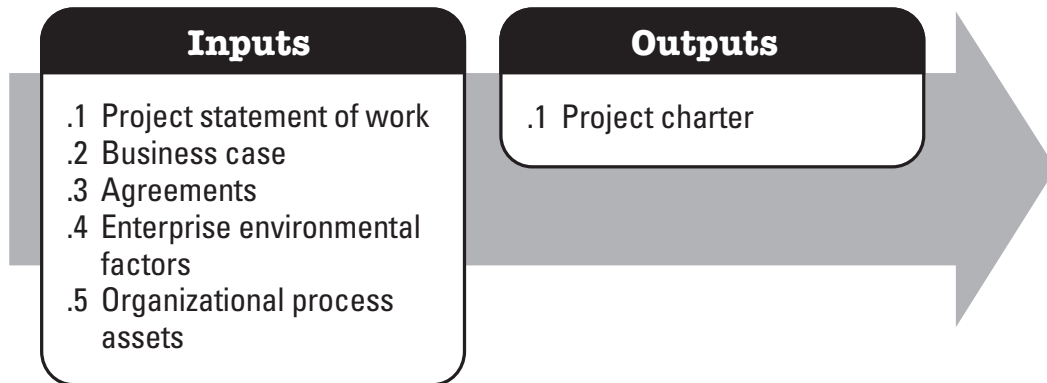 Inputs
.1 Project statement of work
.2 Business case
.3 Agreements
.4 Enterprise environmental
factors
.5 Organizational process
assets
Outputs
.1 Project charter